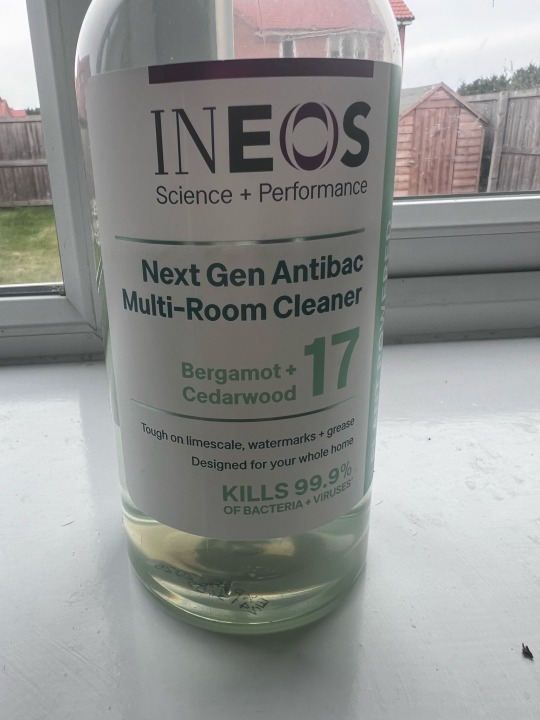 INEOS
Science + Performance
Next Gen Antibac
Multi-Room Cleaner
Bergamot +
Cedarwood
17
Tough on limescale, watermarks + grease
Designed for your whole home
KILLS 99.9%
OF BACTERIA + VIRUSES*